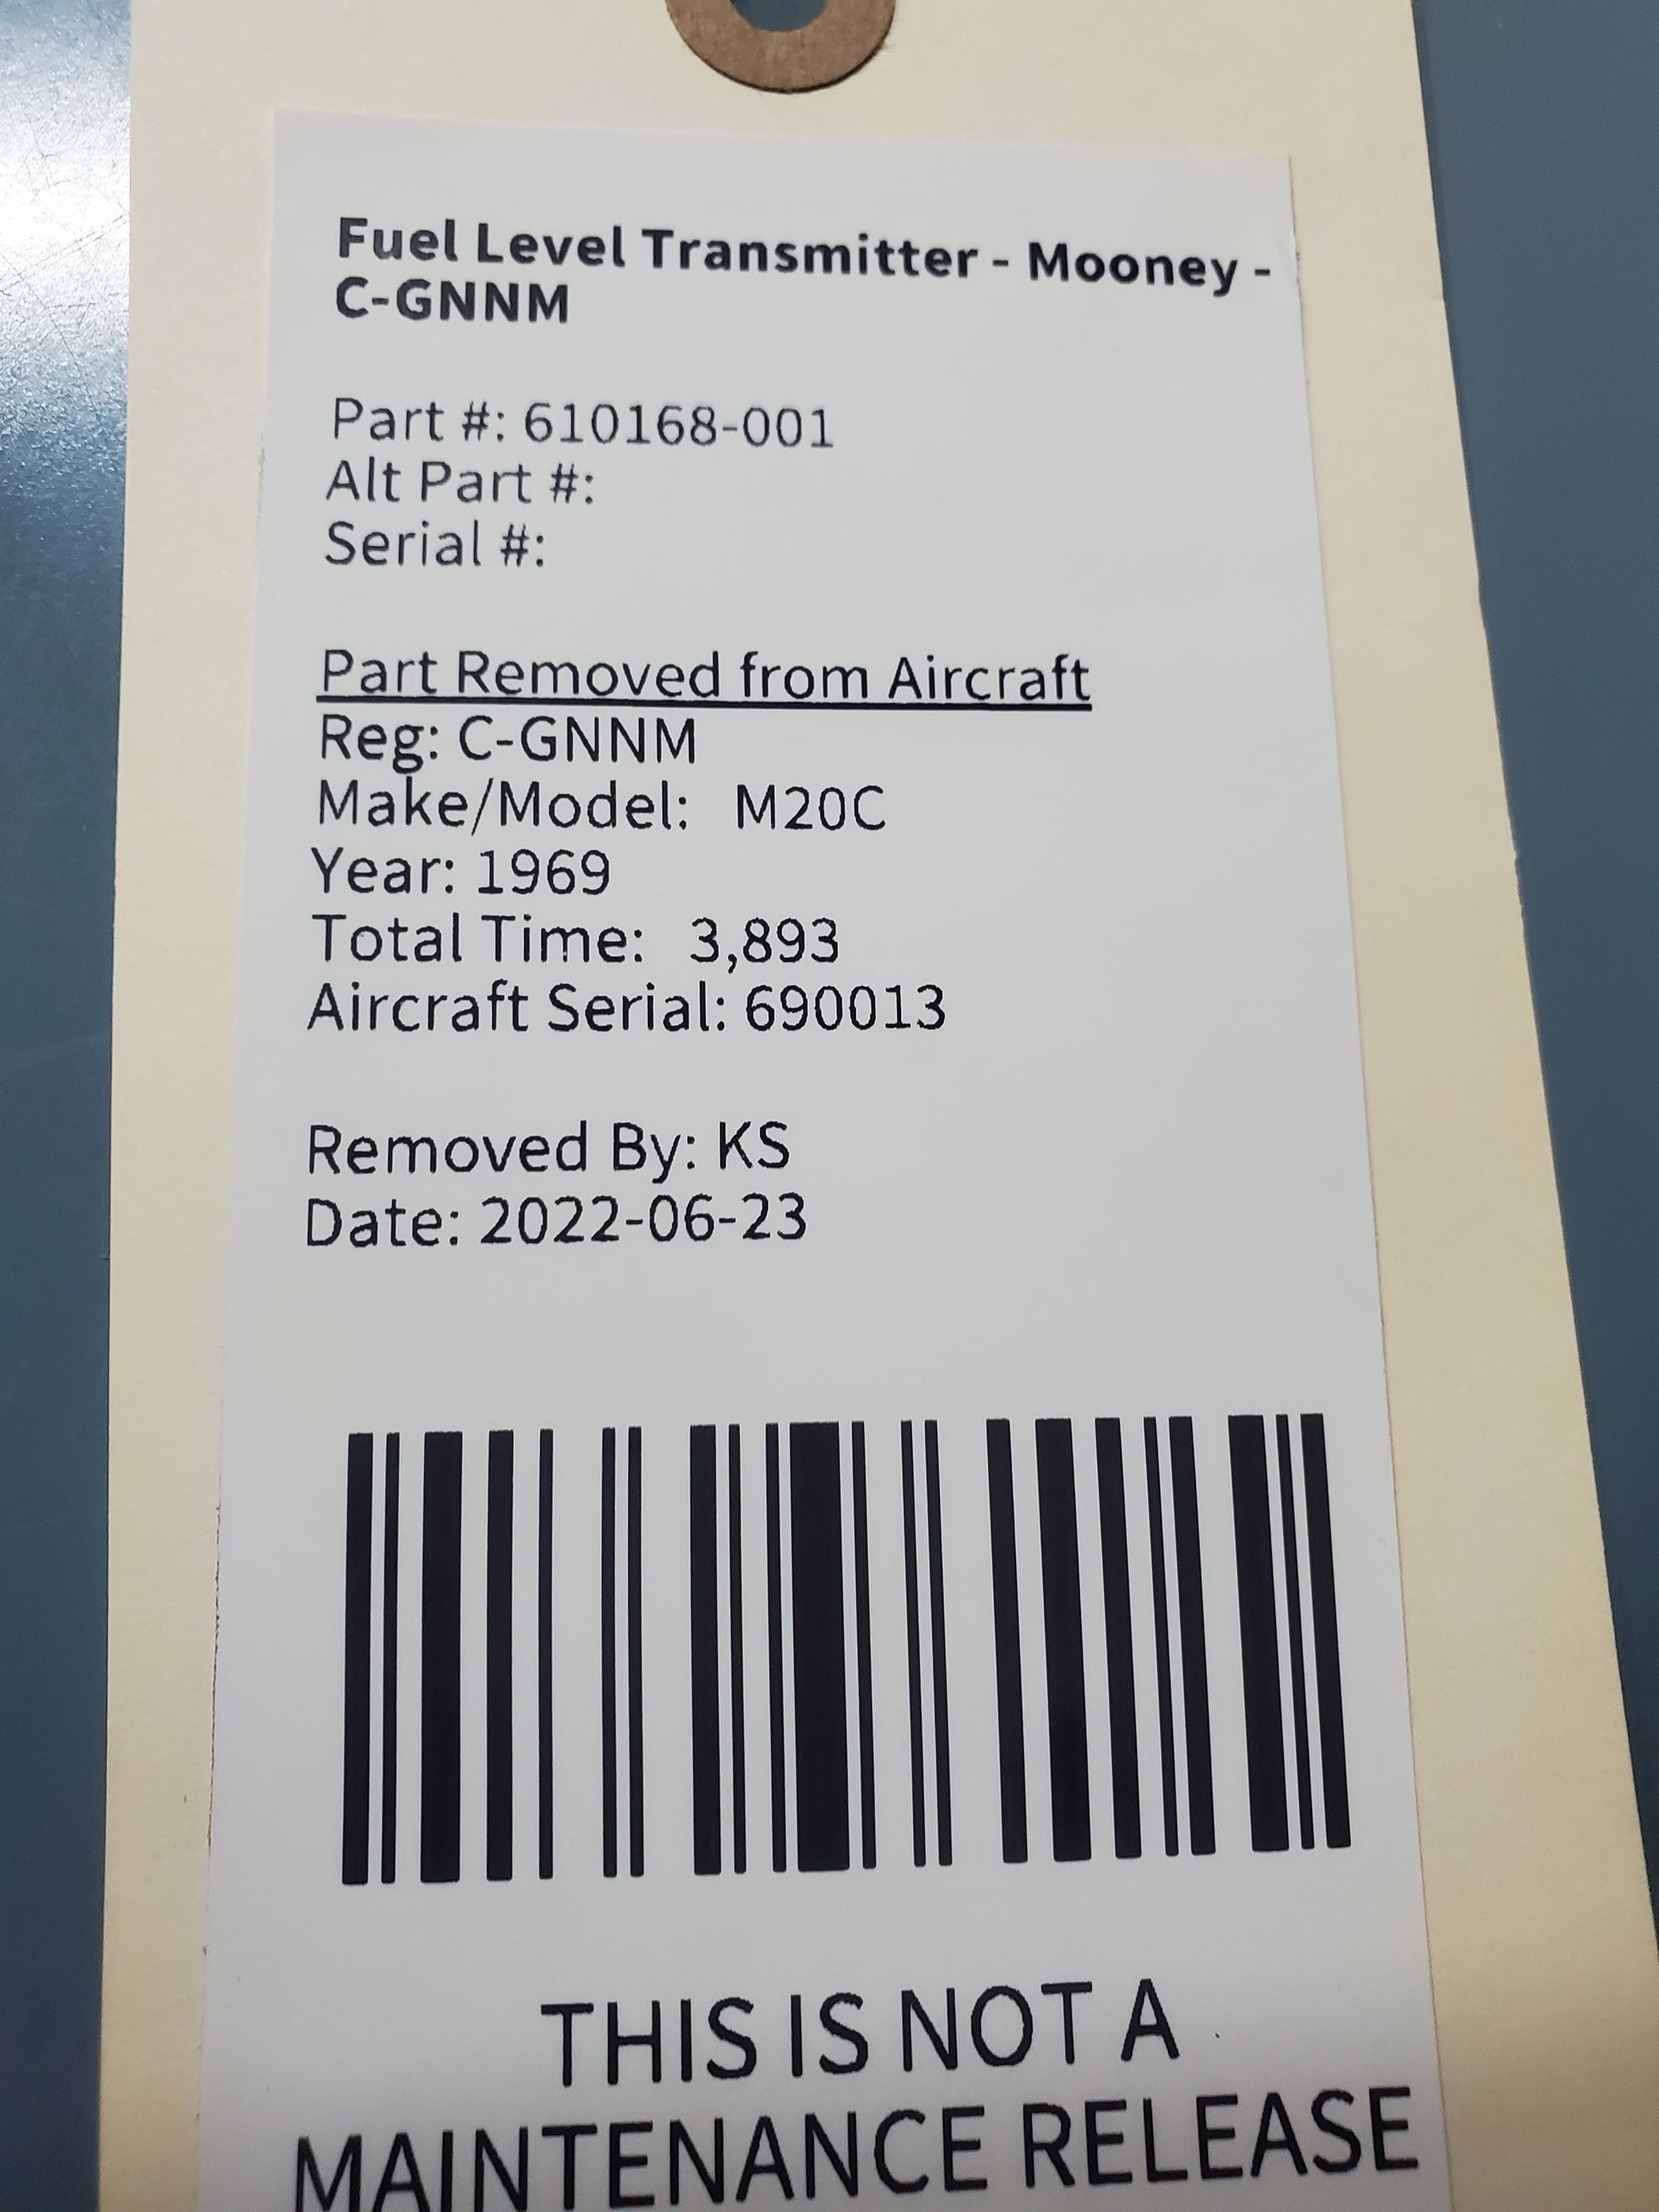 Fuel Level Transmitter - Mooney -
C-GNNM
Part #: 610168-001
Alt Part #:
Serial #:
Part Removed from Aircraft
Reg: C-GNNM
Make/Model: M20C
Year: 1969
Total Time: 3,893
Aircraft Serial: 690013
Removed By: KS
Date: 2022-06-23
THIS IS NOT A
MAINTENANCE RELEASE